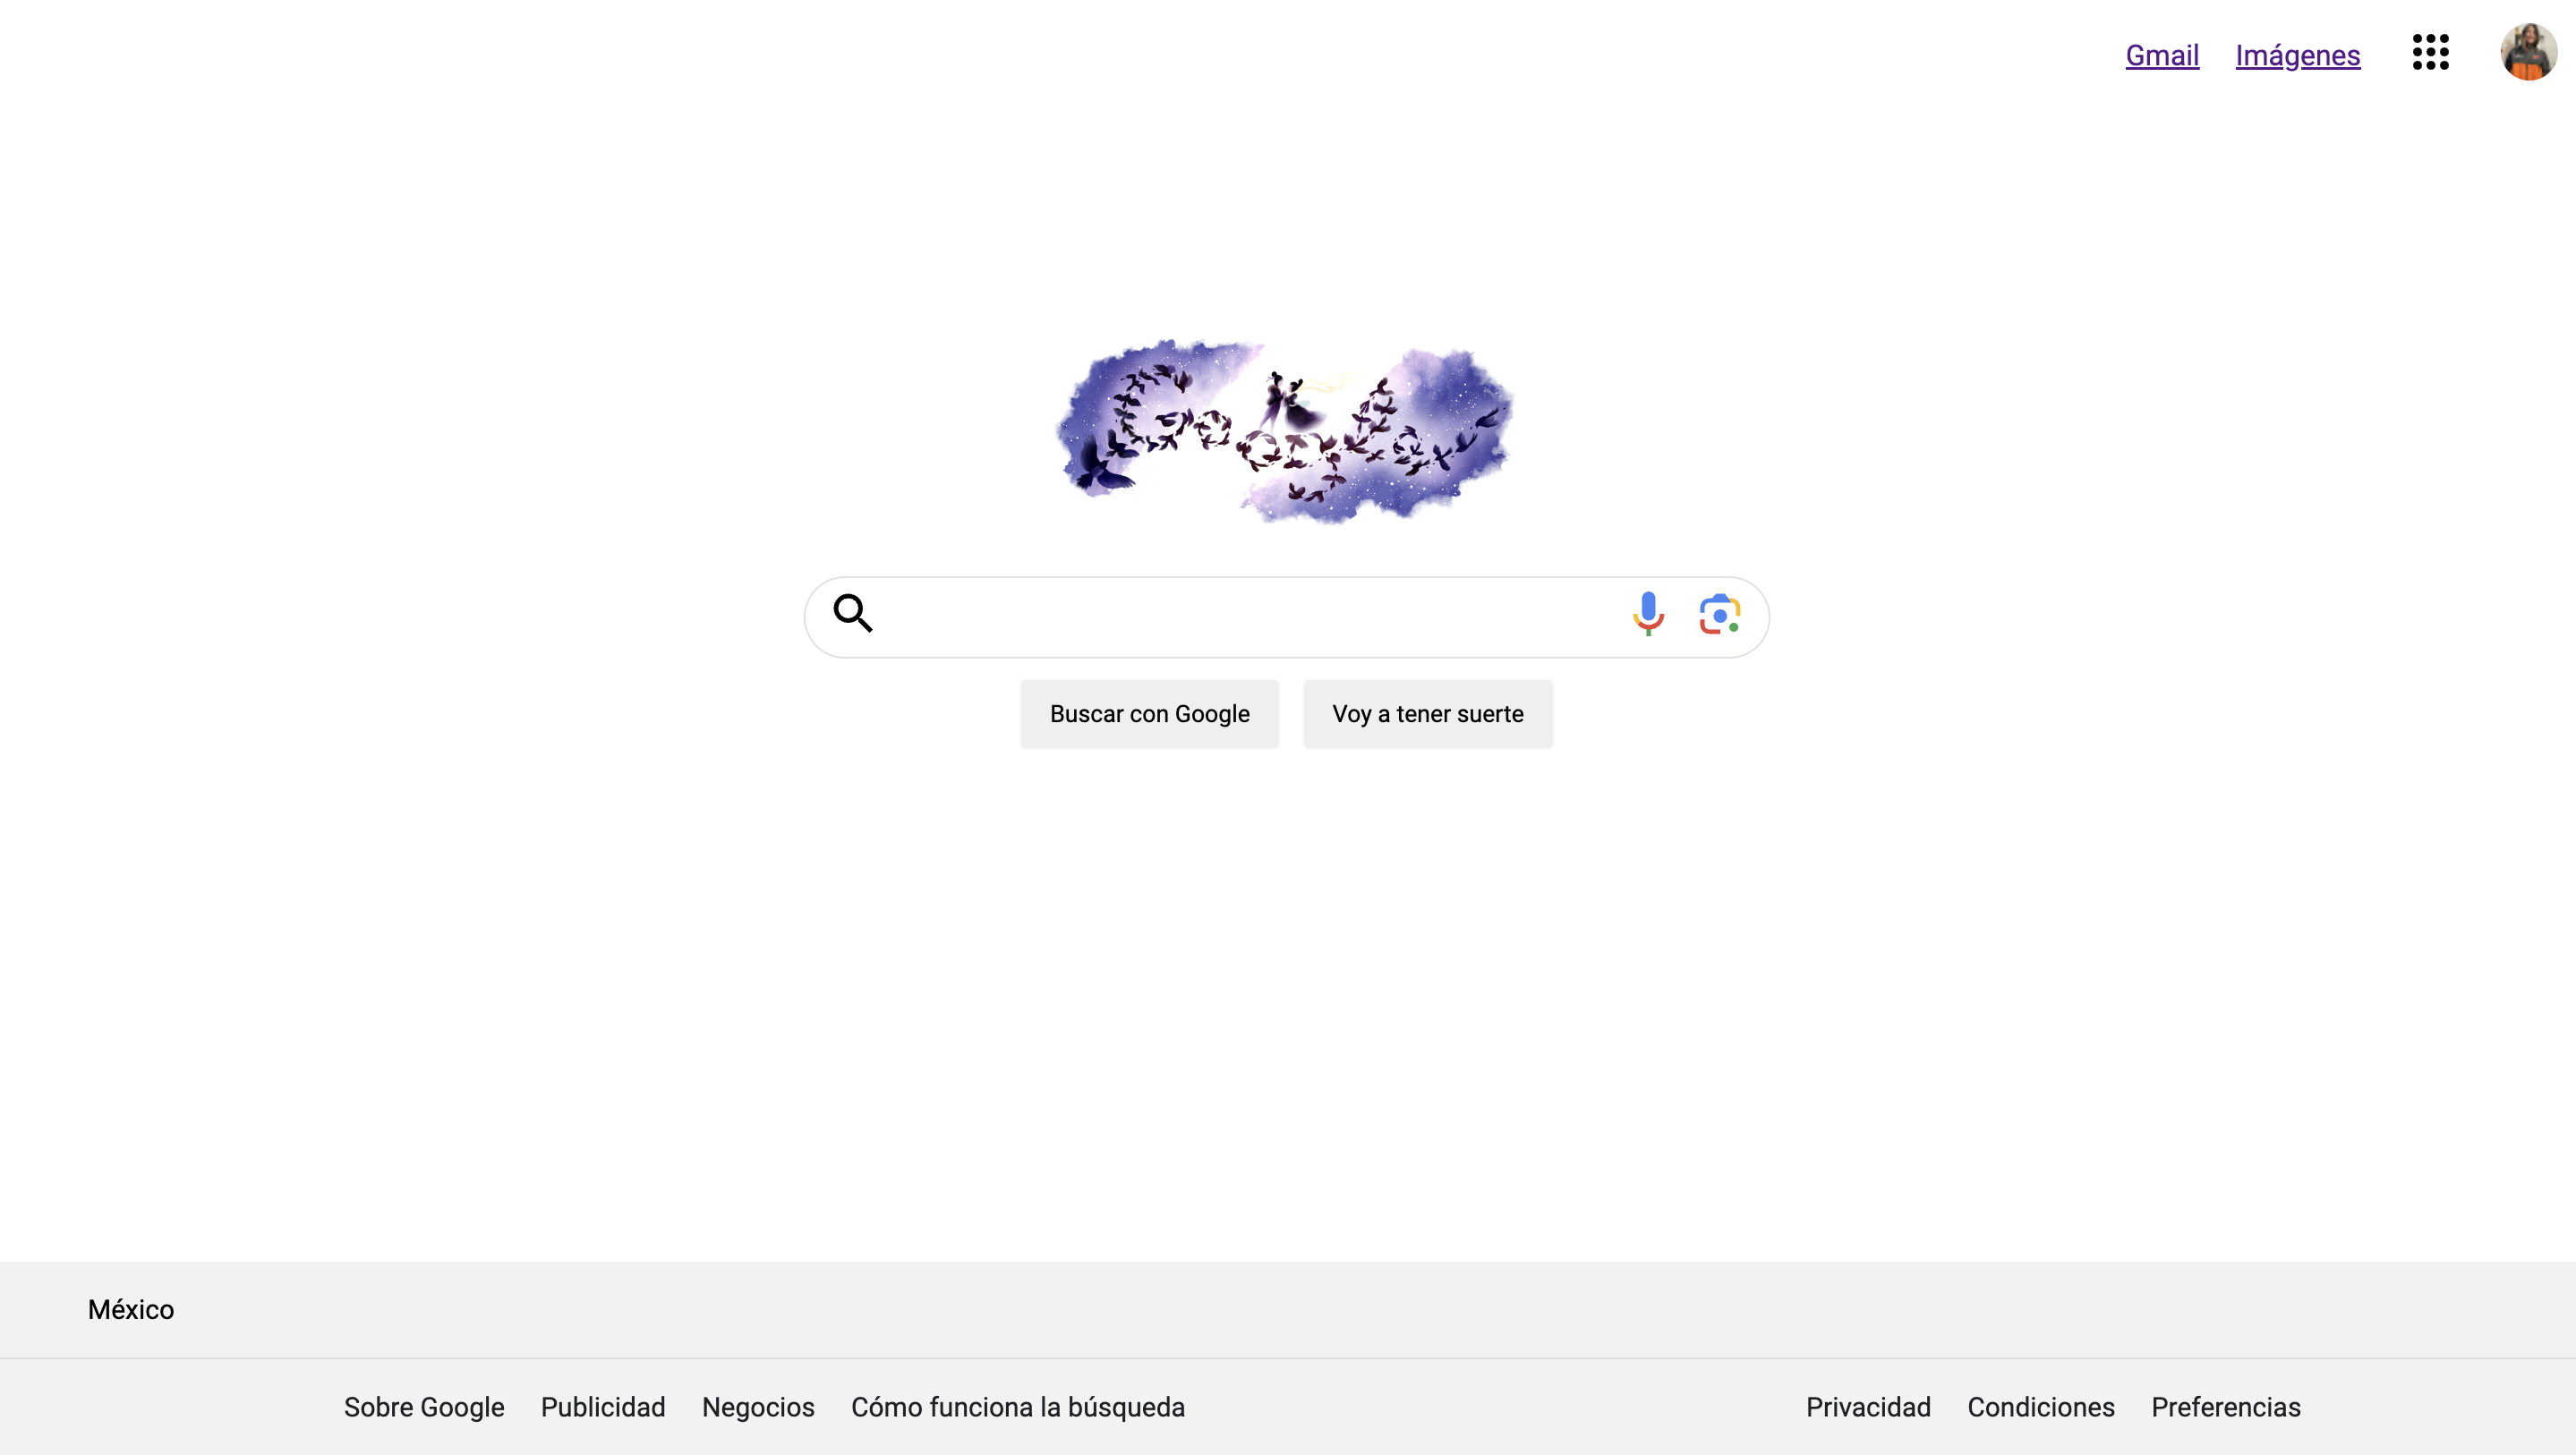 Gmail Imágenes
Google
Buscar con Google Voy a tener suerte
México
Sobre Google Publicidad Negocios Cómo funciona la búsqueda Privacidad Condiciones Preferencias